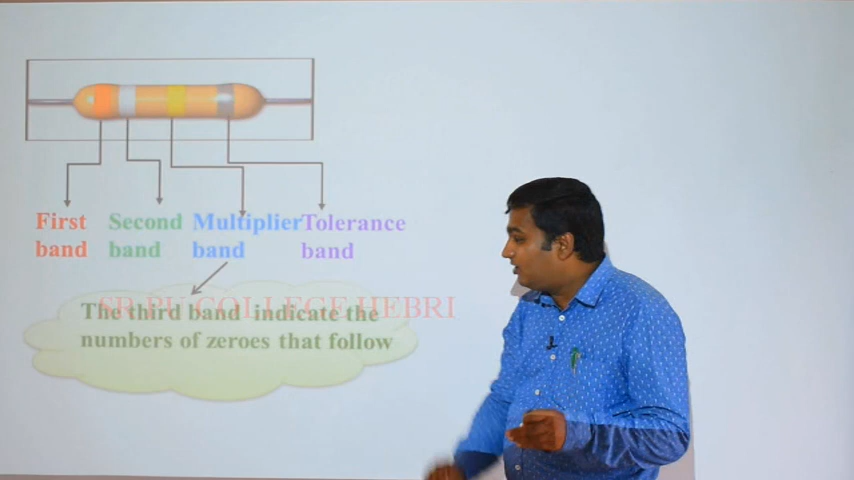 First Second Multiplier Tolerance
band band band band
SR PU COLLEGE HEBRI
The third band indicate the
numbers of zeroes that follow